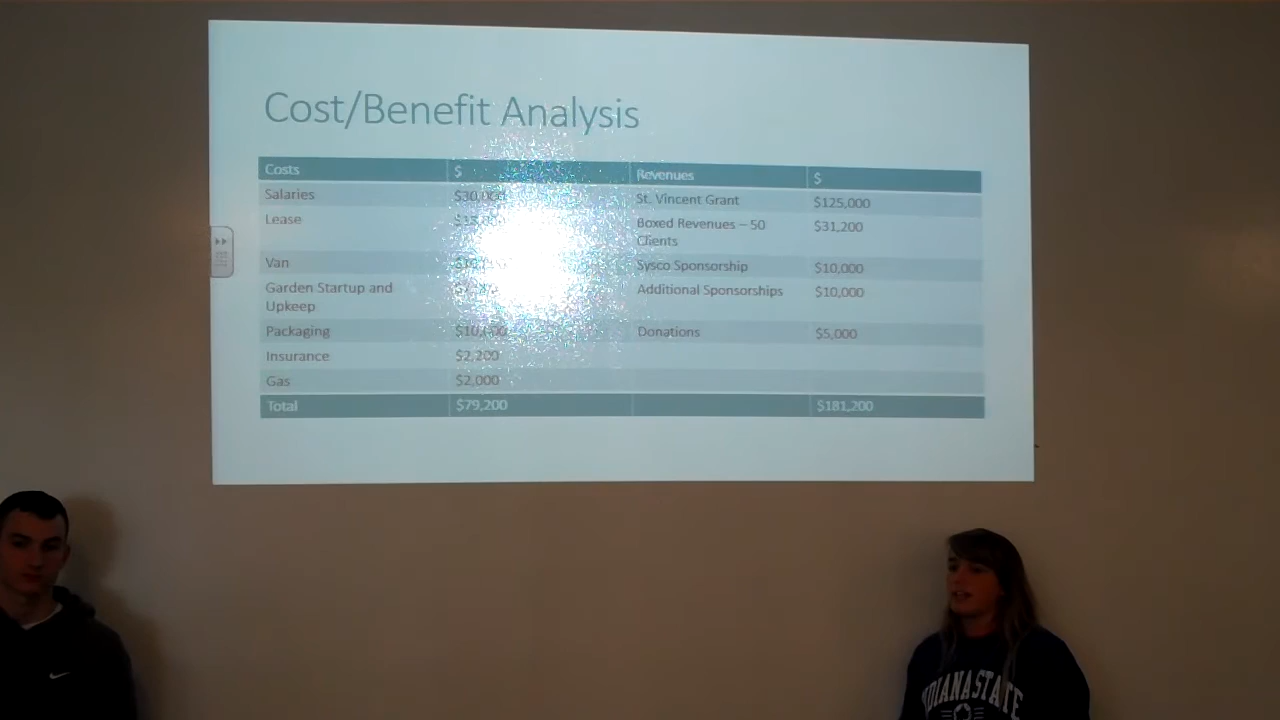 Cost/Benefit Analysis
Costs $ Revenues $
Salaries St. Vincent Grant $125,000
Lease Boxed Revenues – 50
Clients $31,200
Van Sysco Sponsorship $10,000
Garden Startup and
Upkeep Additional Sponsorships $10,000
Packaging Donations $5,000
Insurance $2,200
Gas $2,000
Total $79,200 $181,200
INDIANA STATE